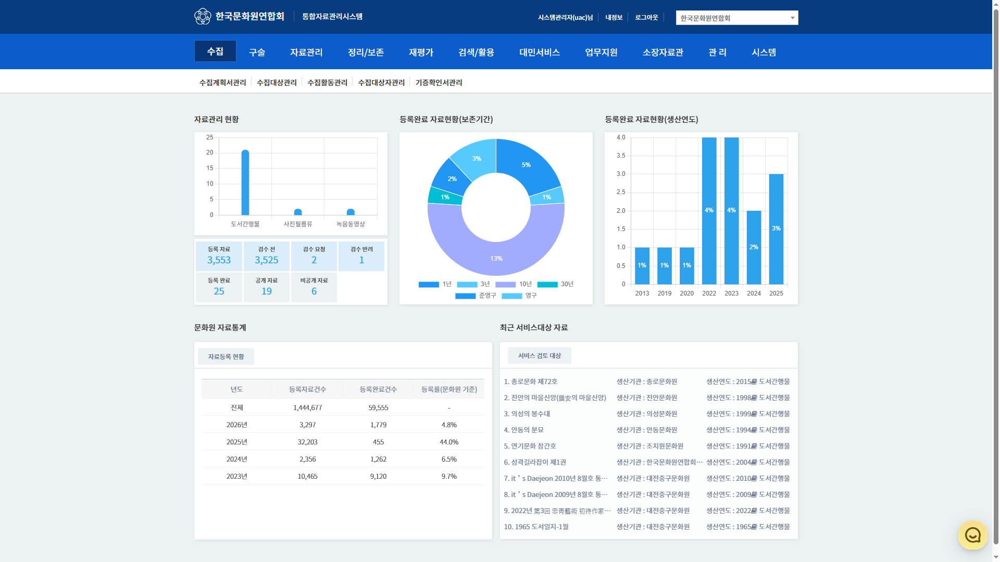 한국문화원연합회 통합자료관리시스템 시스템관리자(uac)님 내정보 로그아웃 한국문화원연합회
수집 구술 자료관리 정리/보존 재평가 검색/활용 대민서비스 업무지원 소장자료관 관 리 시스템
수집계획서관리 수집대상관리 수집활동관리 수집대상자관리 기증확인서관리
자료관리 현황
25
20
15
10
5
0
도서간행물 사진필름류 녹음동영상
등록 자료 검수 전 검수 요청 검수 반려
3,553 3,525 2 1
등록 완료 공개 자료 비공개 자료
25 19 6
등록완료 자료현황(보존기간)
3% 5%
2%
1% 1%
13%
1년 3년 10년 30년
준영구 영구
등록완료 자료현황(생산연도)
4.0
3.5
3.0
2.5
2.0
1.5
1.0
0.5
0
1% 1% 1% 4% 4% 2% 3%
2013 2019 2020 2022 2023 2024 2025
문화원 자료통계
자료등록 현황
년도 등록자료건수 등록완료건수 등록률(문화원 기준)
전체 1,444,677 59,555 -
2026년 3,297 1,779 4.8%
2025년 32,203 455 44.0%
2024년 2,356 1,262 6.5%
2023년 10,465 9,120 9.7%
최근 서비스대상 자료
서비스 검토 대상
1. 종로문화 제72호 생산기관 : 종로문화원 생산연도 : 2015 도서간행물
2. 진안의 마을신앙(鎭安의 마을신앙) 생산기관 : 진안문화원 생산연도 : 1998 도서간행물
3. 의성의 봉수대 생산기관 : 의성문화원 생산연도 : 1999 도서간행물
4. 안동의 분묘 생산기관 : 안동문화원 생산연도 : 1994 도서간행물
5. 연기문화 창간호 생산기관 : 조치원문화원 생산연도 : 1991 도서간행물
6. 성곽길라잡이 제1권 생산기관 : 한국문화원연합회… 생산연도 : 2004 도서간행물
7. it＇s Daejeon 2010년 8월호 통… 생산기관 : 대전중구문화원 생산연도 : 2010 도서간행물
8. it＇s Daejeon 2009년 8월호 통… 생산기관 : 대전중구문화원 생산연도 : 2009 도서간행물
9. 2022년 第3回 忠靑藝術 初待作家… 생산기관 : 대전중구문화원 생산연도 : 2022 도서간행물
10. 1965 도서일지-1월 생산기관 : 대전중구문화원 생산연도 : 1965 도서간행물